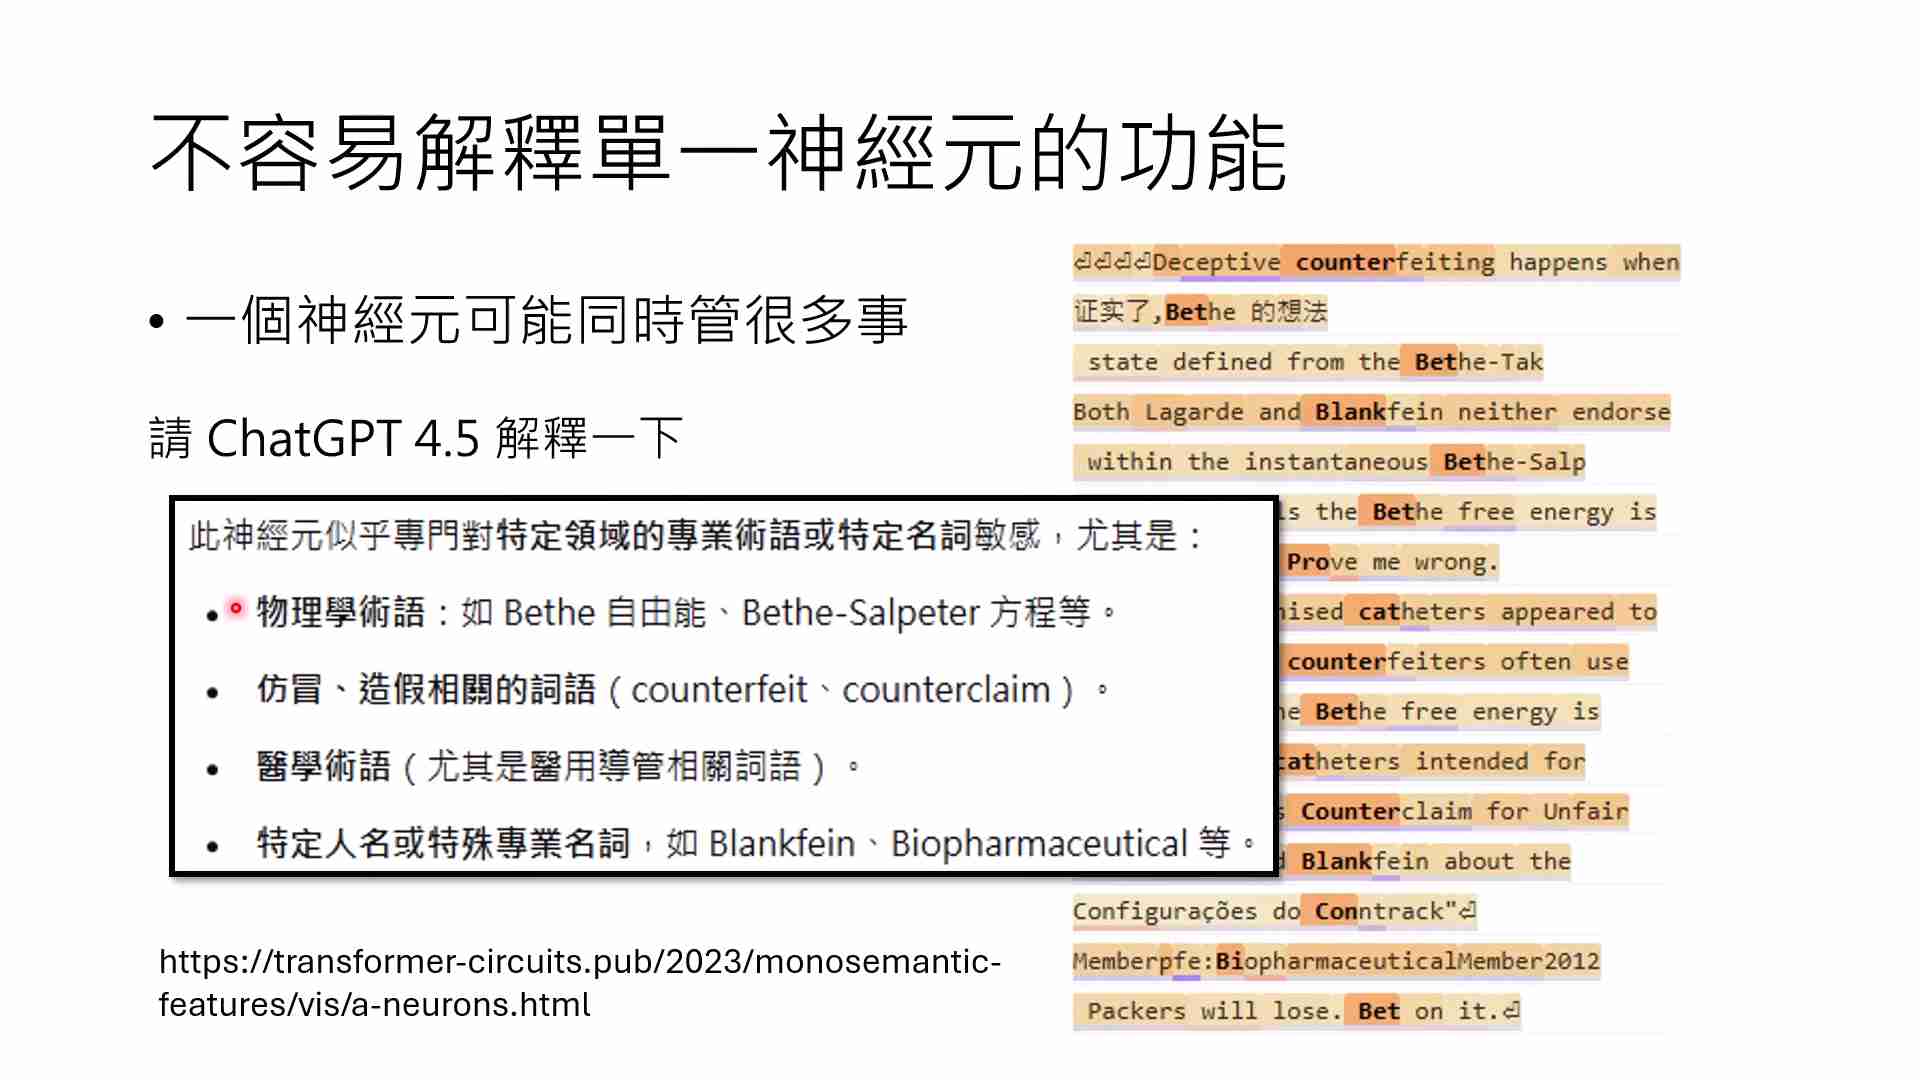 不容易解釋單一神經元的功能
• 一個神經元可能同時管很多事
請 ChatGPT 4.5 解釋一下
此神經元似乎專門對特定領域的專業術語或特定名詞敏感，尤其是：
• 物理學術語：如 Bethe 自由能、Bethe-Salpeter 方程等。
• 仿冒、造假相關的詞語（counterfeit、counterclaim）。
• 醫學術語（尤其是醫用導管相關詞語）。
• 特定人名或特殊專業名詞，如 Blankfein、Biopharmaceutical 等。
https://transformer-circuits.pub/2023/monosemantic-
features/vis/a-neurons.html
⏎⏎⏎⏎Deceptive counterfeiting happens when
证实了,Bethe 的想法
state defined from the Bethe-Tak
Both Lagarde and Blankfein neither endorse
within the instantaneous Bethe-Salp
ls the Bethe free energy is
Prove me wrong.
ised catheters appeared to
counterfeiters often use
e Bethe free energy is
catheters intended for
s Counterclaim for Unfair
d Blankfein about the
Configurações do Conntrack"⏎
Memberpfe:BiopharmaceuticalMember2012
Packers will lose. Bet on it.⏎